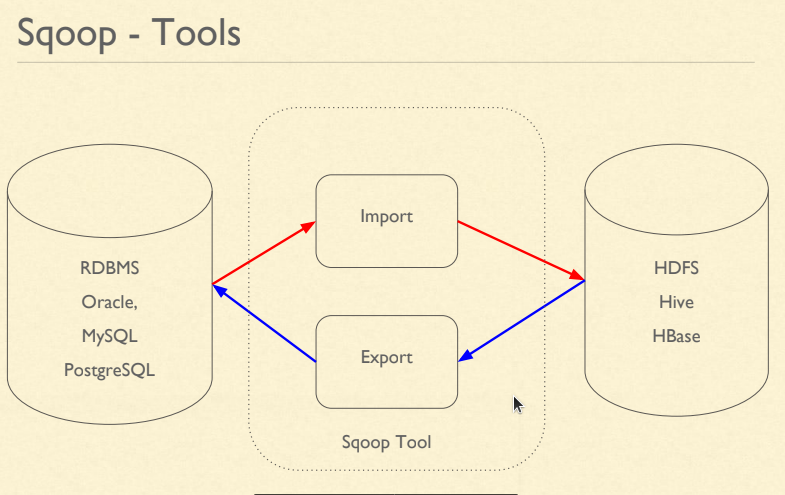 Sqoop - Tools
RDBMS
Oracle,
MySQL
PostgreSQL
Import
Export
Sqoop Tool
HDFS
Hive
HBase